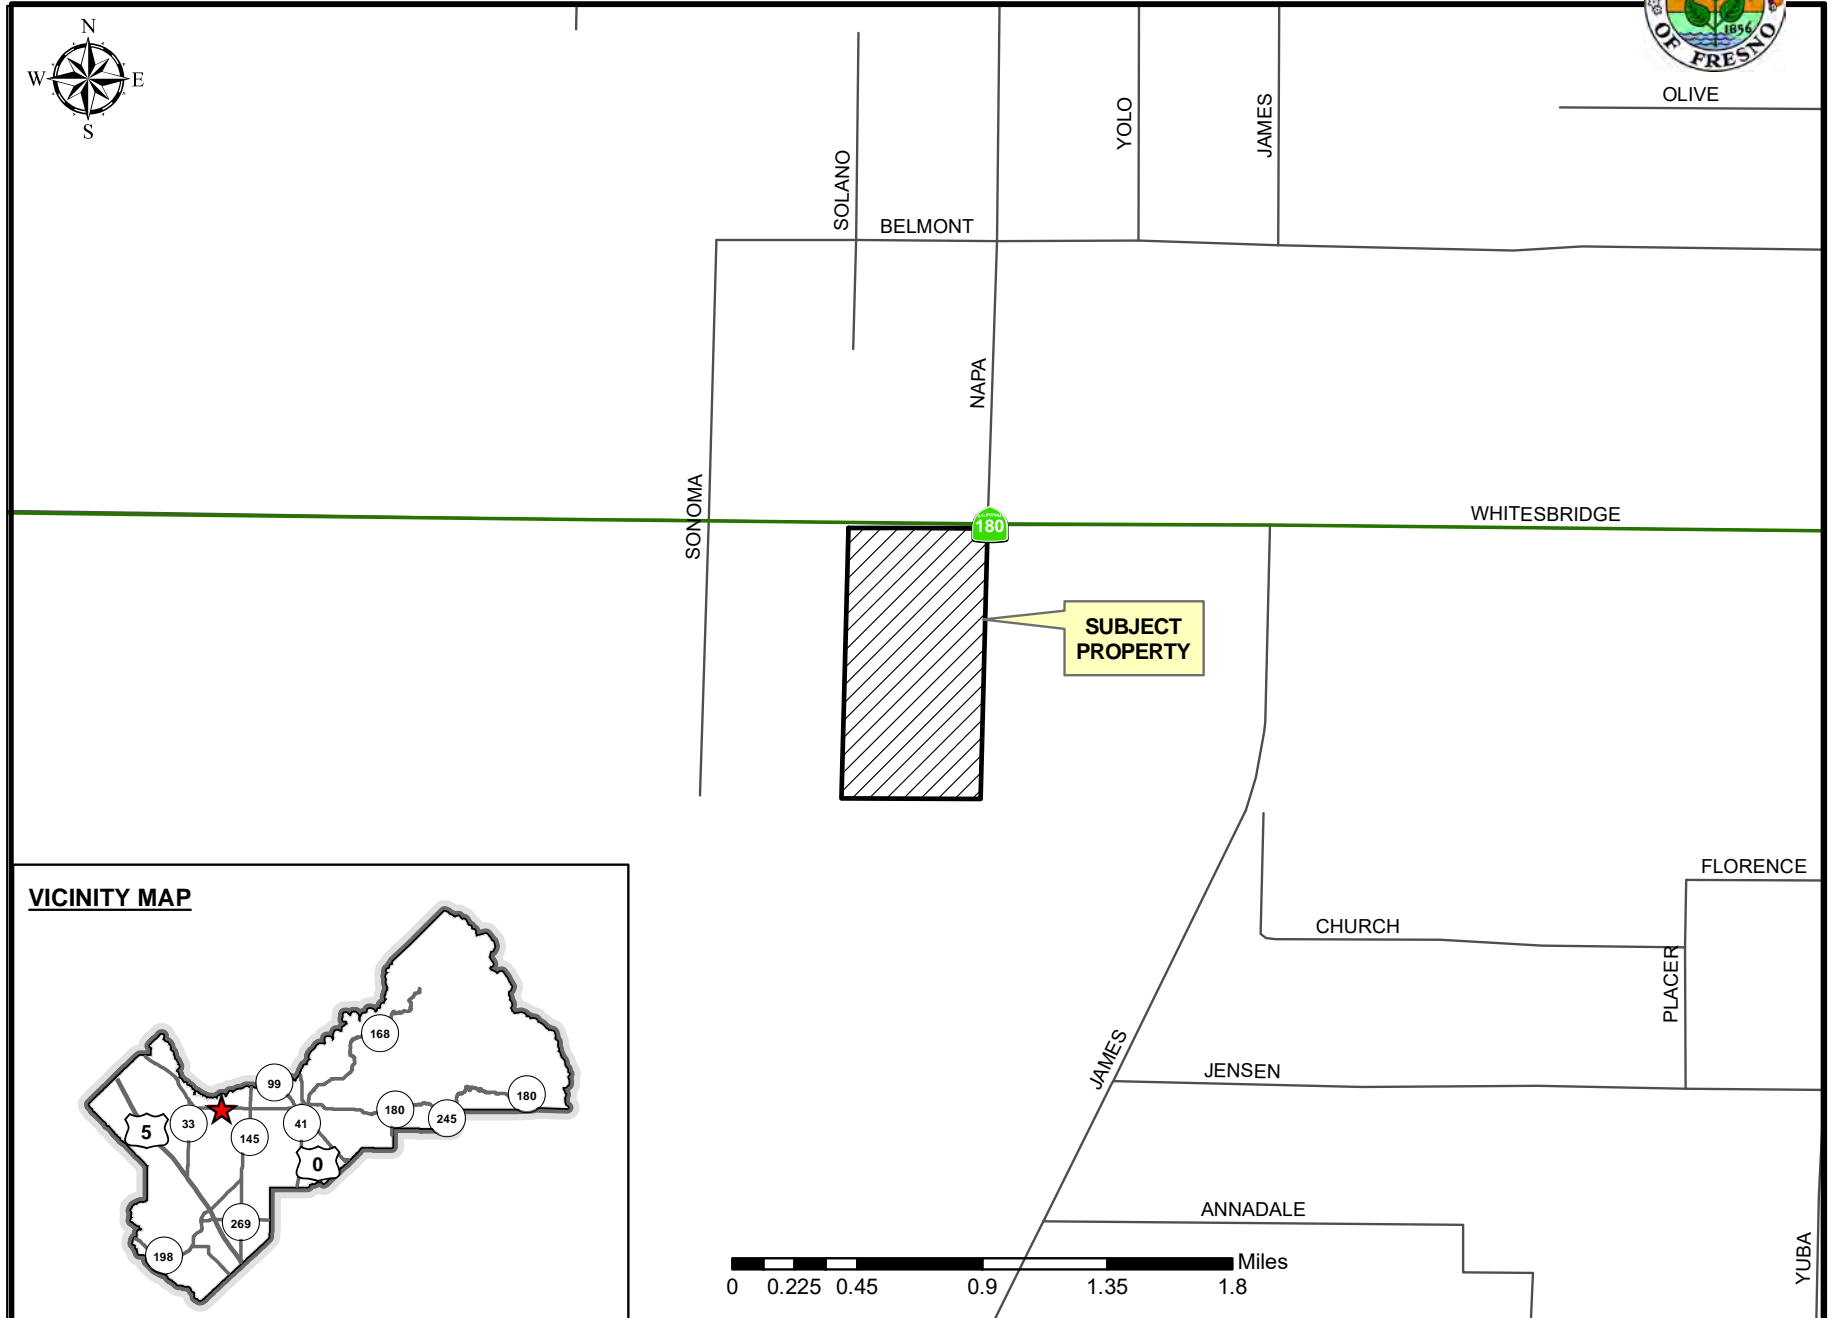 N
W E
S
1856
OF FRESNO
OLIVE
YOLO
JAMES
SOLANO
BELMONT
NAPA
SONOMA
CALIFORNIA
180
WHITESBRIDGE
SUBJECT
PROPERTY
FLORENCE
CHURCH
PLACER
JAMES
JENSEN
ANNADALE
YUBA
VICINITY MAP
168
99
180
180
245
5
33
145
41
0
269
198
Miles
0 0.225 0.45 0.9 1.35 1.8